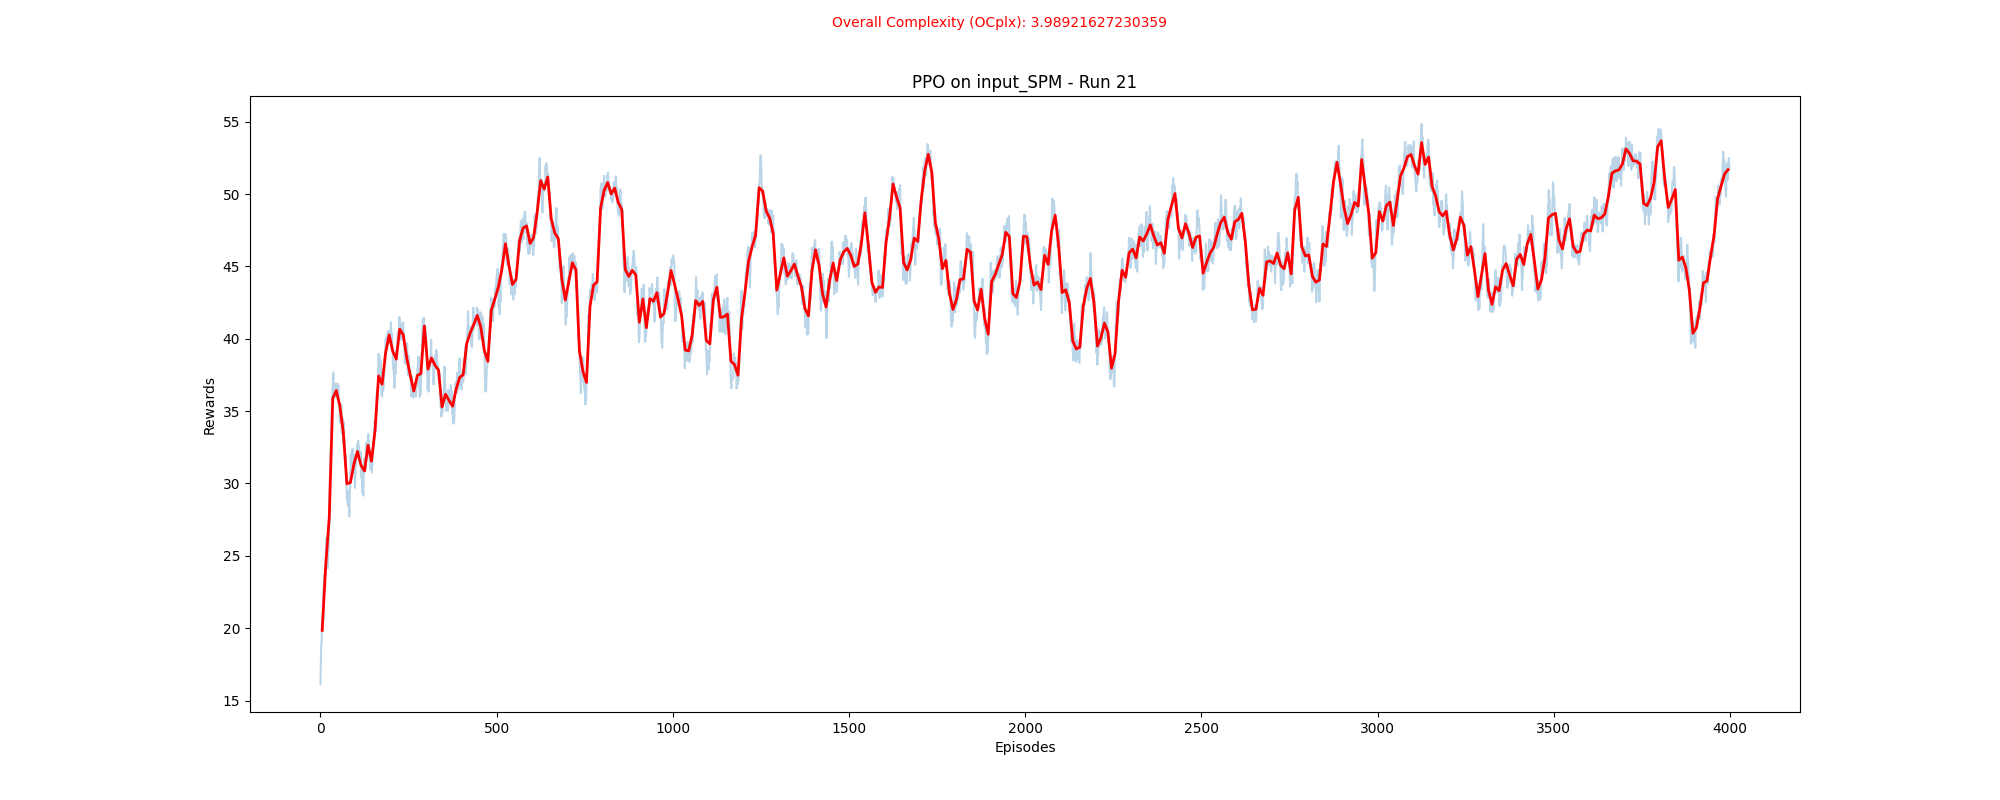 Overall Complexity (OCplx): 3.98921627230359
PPO on input_SPM - Run 21
55
50
45
40
35
30
25
20
15
Rewards
0 500 1000 1500 2000 2500 3000 3500 4000
Episodes